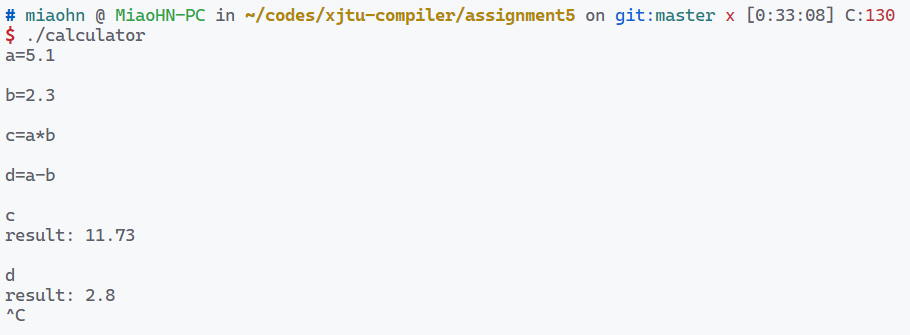 # miaohn @ MiaoHN-PC in ~/codes/xjtu-compiler/assignment5 on git:master x [0:33:08] C:130
$ ./calculator
a=5.1
b=2.3
c=a*b
d=a-b
c
result: 11.73
d
result: 2.8
^C